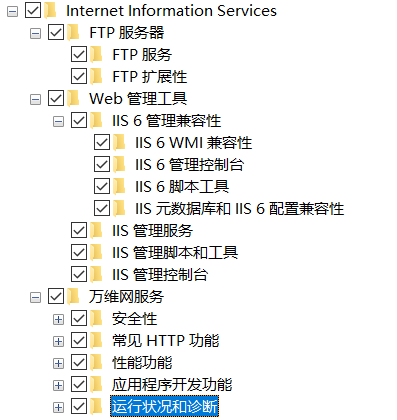 Internet Information Services
FTP 服务器
FTP 服务
FTP 扩展性
Web 管理工具
IIS 6 管理兼容性
IIS 6 WMI 兼容性
IIS 6 管理控制台
IIS 6 脚本工具
IIS 元数据库和 IIS 6 配置兼容性
IIS 管理服务
IIS 管理脚本和工具
IIS 管理控制台
万维网服务
安全性
常见 HTTP 功能
性能功能
应用程序开发功能
运行状况和诊断